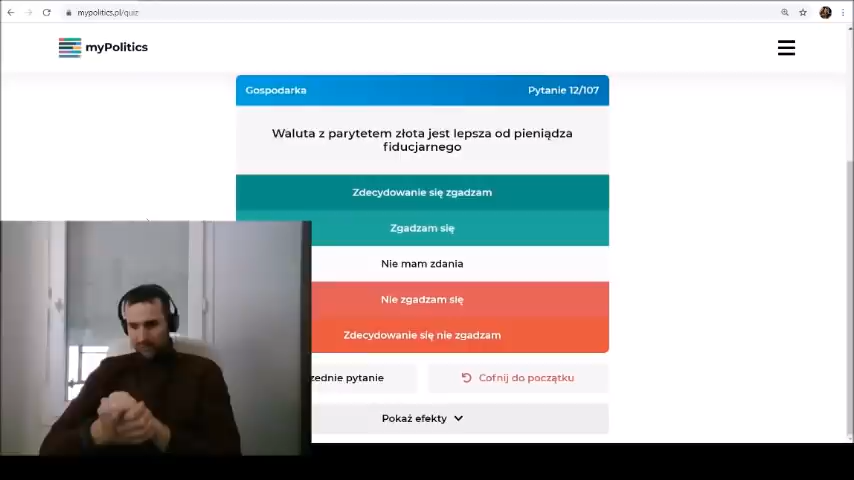 mypolitics.pl/quiz
myPolitics
Gospodarka
Pytanie 12/107
Waluta z parytetem złota jest lepsza od pieniądza
fiducjarnego
Zdecydowanie się zgadzam
Zgadzam się
Nie mam zdania
Nie zgadzam się
Zdecydowanie się nie zgadzam
zednie pytanie
Cofnij do początku
Pokaż efekty